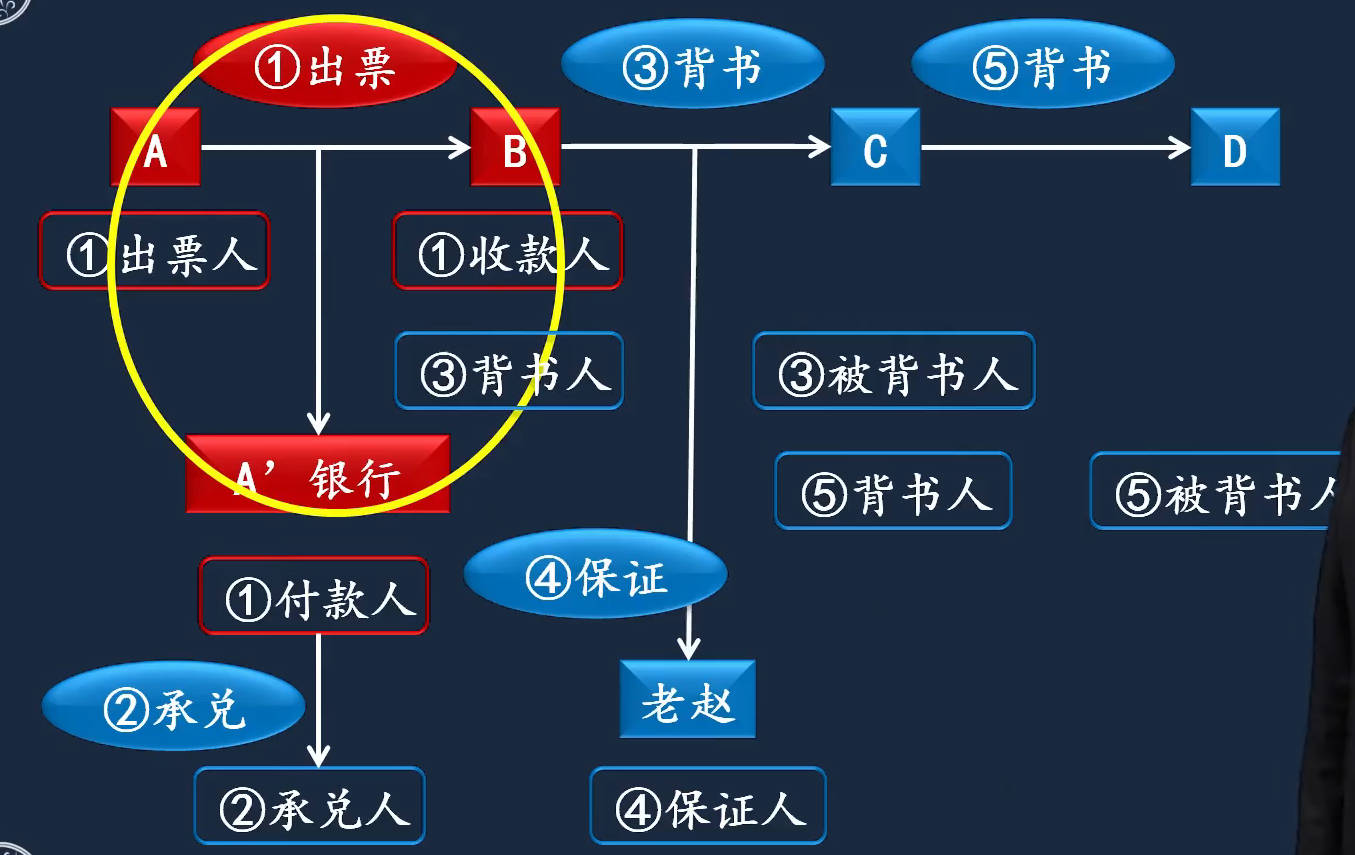 ①出票
③背书
⑤背书
A
B
C
D
①出票人
①收款人
③背书人
③被背书人
A’银行
⑤背书人
⑤被背书人
①付款人
④保证
②承兑
老赵
②承兑人
④保证人